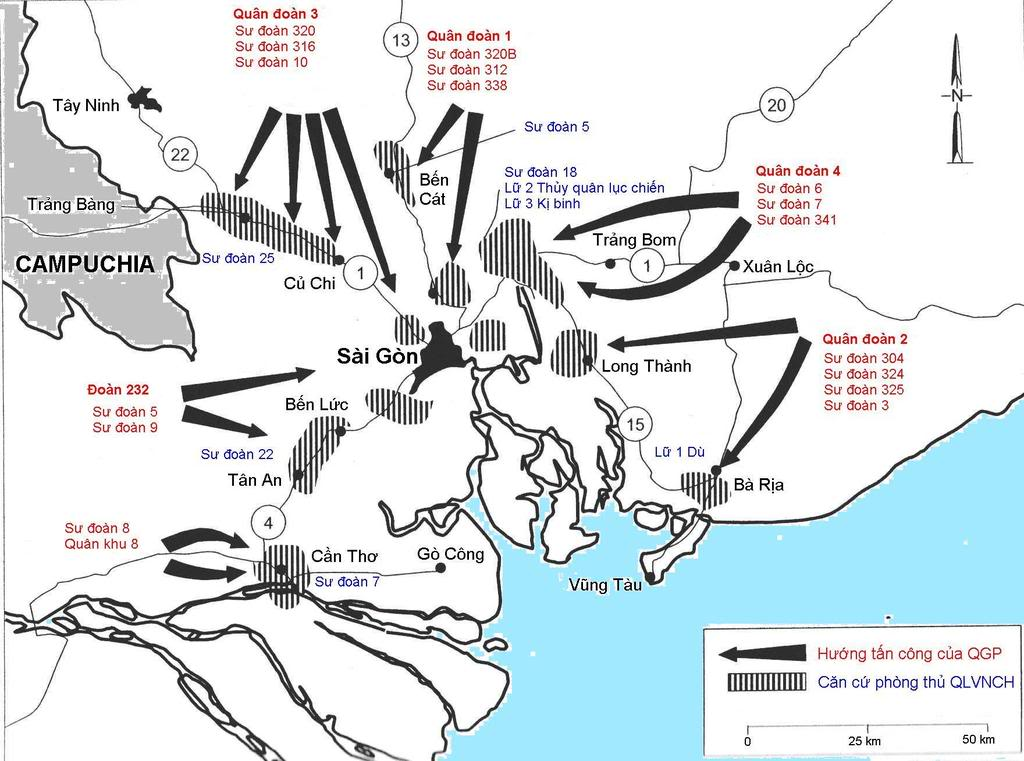 Quân đoàn 3
Sư đoàn 320
Sư đoàn 316
Sư đoàn 10
13
Quân đoàn 1
Sư đoàn 320B
Sư đoàn 312
Sư đoàn 338
N
20
Tây Ninh
22
Sư đoàn 5
Bến
Cát
Sư đoàn 18
Lữ 2 Thủy quân lục chiến
Lữ 3 Kị binh
Quân đoàn 4
Sư đoàn 6
Sư đoàn 7
Sư đoàn 341
Trảng Bàng
Trảng Bom
CAMPUCHIA
Sư đoàn 25
Củ Chi
1
1
Xuân Lộc
Sài Gòn
Long Thành
Quân đoàn 2
Sư đoàn 304
Sư đoàn 324
Sư đoàn 325
Sư đoàn 3
Đoàn 232
Sư đoàn 5
Sư đoàn 9
Bến Lức
15
Sư đoàn 22
Lữ 1 Dù
Tân An
Bà Rịa
4
Sư đoàn 8
Quân khu 8
Cần Thơ
Gò Công
Sư đoàn 7
Vũng Tàu
Hướng tấn công của QGP
Căn cứ phòng thủ QLVNCH
0
25 km
50 km